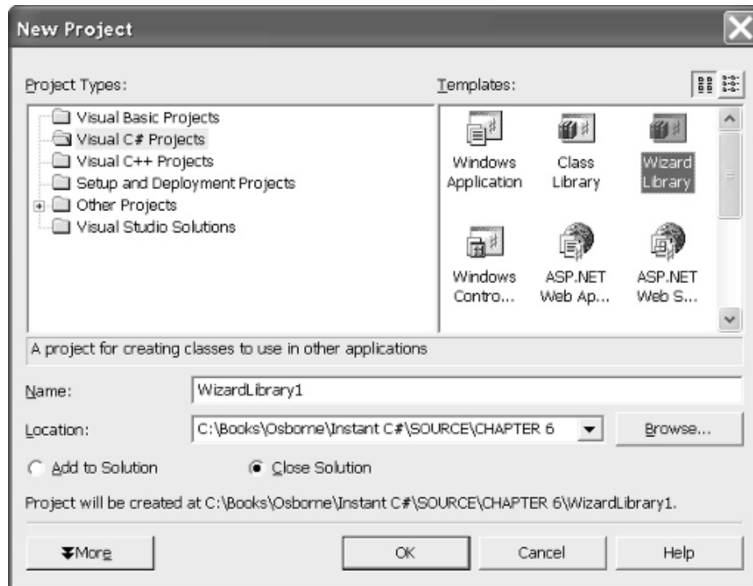 New Project
Project Types:
Templates:
Visual Basic Projects
Visual C# Projects
Visual C++ Projects
Setup and Deployment Projects
Other Projects
Visual Studio Solutions
Windows Application
Class Library
Wizard Library
Windows Contro...
ASP.NET Web Ap...
ASP.NET Web S...
A project for creating classes to use in other applications
Name:
WizardLibrary1
Location:
C:\Books\Osborne\Instant C#\SOURCE\CHAPTER 6
Browse...
Add to Solution
Close Solution
Project will be created at C:\Books\Osborne\Instant C#\SOURCE\CHAPTER 6\WizardLibrary1.
More
OK
Cancel
Help